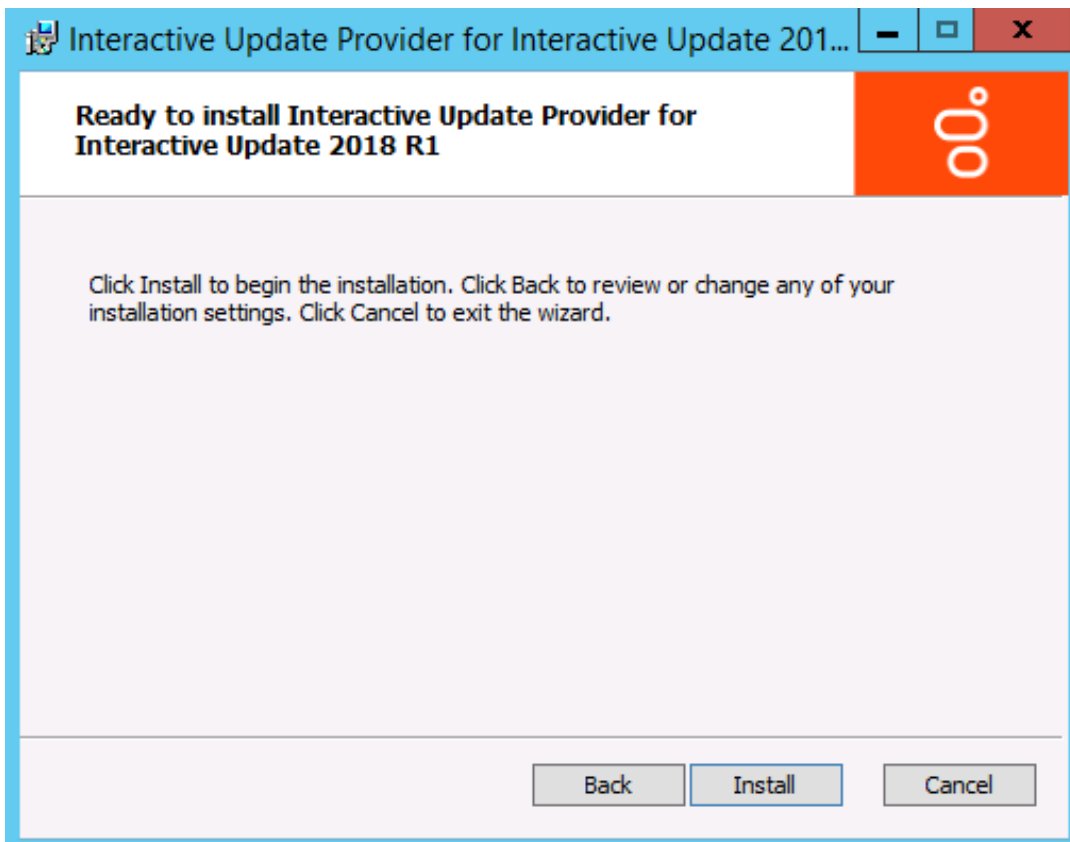 Interactive Update Provider for Interactive Update 201...
Ready to install Interactive Update Provider for
Interactive Update 2018 R1
Click Install to begin the installation. Click Back to review or change any of your
installation settings. Click Cancel to exit the wizard.
Back Install Cancel